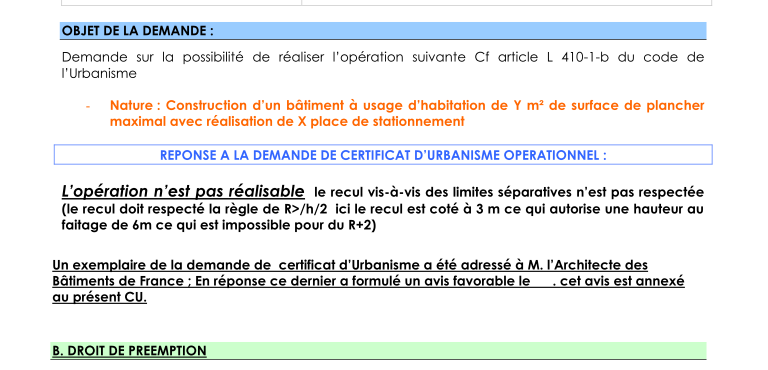 OBJET DE LA DEMANDE :
Demande sur la possibilité de réaliser l’opération suivante Cf article L 410-1-b du code de
l’Urbanisme
- Nature : Construction d’un bâtiment à usage d’habitation de Y m² de surface de plancher
maximal avec réalisation de X place de stationnement
REPONSE A LA DEMANDE DE CERTIFICAT D’URBANISME OPERATIONNEL :
L’opération n’est pas réalisable le recul vis-à-vis des limites séparatives n’est pas respectée
(le recul doit respecté la règle de R>/h/2 ici le recul est coté à 3 m ce qui autorise une hauteur au
faitage de 6m ce qui est impossible pour du R+2)
Un exemplaire de la demande de certificat d’Urbanisme a été adressé à M. l’Architecte des
Bâtiments de France ; En réponse ce dernier a formulé un avis favorable le . cet avis est annexé
au présent CU.
B. DROIT DE PREEMPTION